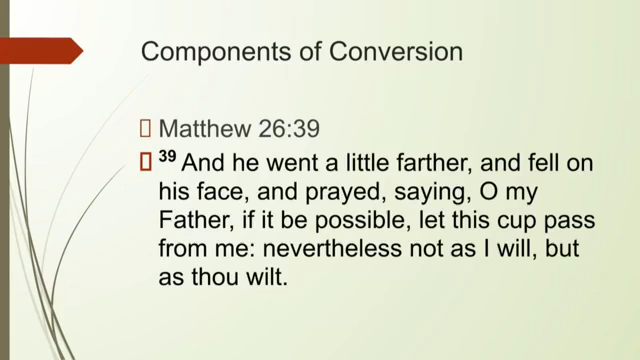 Components of Conversion
Matthew 26:39
39 And he went a little farther, and fell on
his face, and prayed, saying, O my
Father, if it be possible, let this cup pass
from me: nevertheless not as I will, but
as thou wilt.